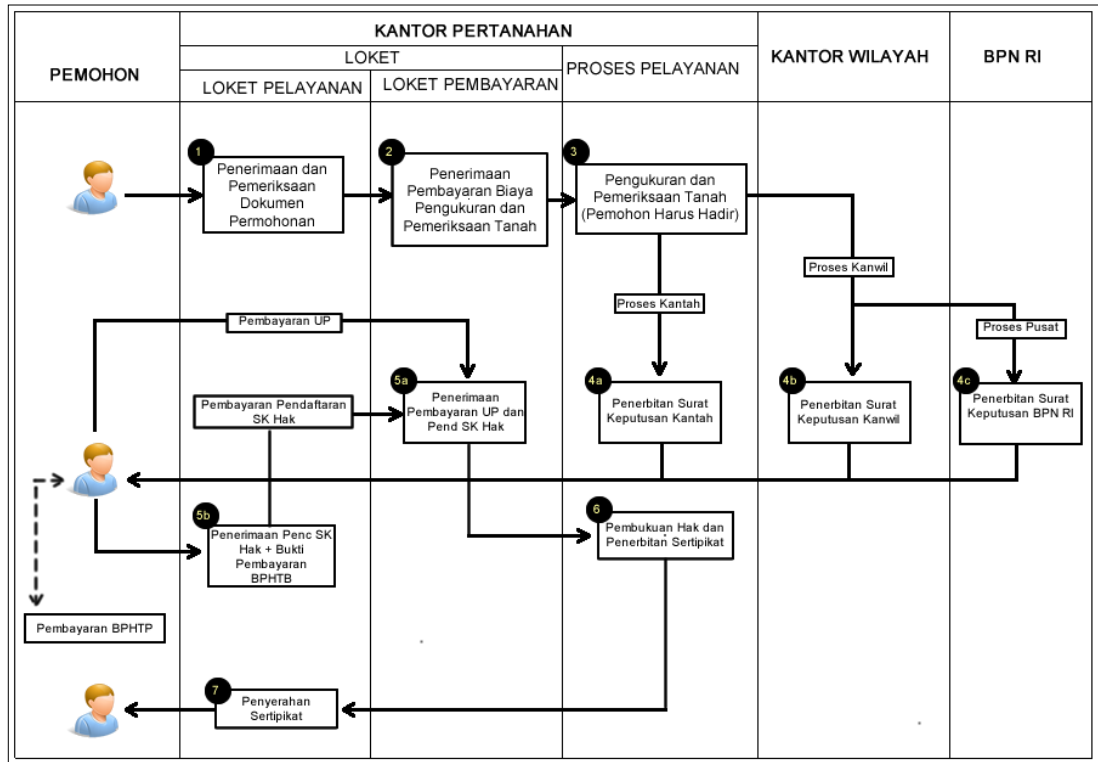 PEMOHON
KANTOR PERTANAHAN
LOKET
LOKET PELAYANAN
LOKET PEMBAYARAN
PROSES PELAYANAN
KANTOR WILAYAH
BPN RI
1
Penerimaan dan
Pemeriksaan
Dokumen
Permohonan
2
Penerimaan
Pembayaran Biaya
Pengukuran dan
Pemeriksaan Tanah
3
Pengukuran dan
Pemeriksaan Tanah
(Pemohon Harus Hadir)
Proses Kanwil
Proses Kantah
Proses Pusat
Pembayaran UP
4a
Penerbitan Surat
Keputusan Kantah
4b
Penerbitan Surat
Keputusan Kanwil
4c
Penerbitan Surat
Keputusan BPN RI
5a
Penerimaan
Pembayaran UP dan
Pend SK Hak
Pembayaran Pendaftaran
SK Hak
5b
Penerimaan Penc SK
Hak + Bukti
Pembayaran
BPHTB
6
Pembukuan Hak dan
Penerbitan Sertipikat
Pembayaran BPHTP
7
Penyerahan
Sertipikat